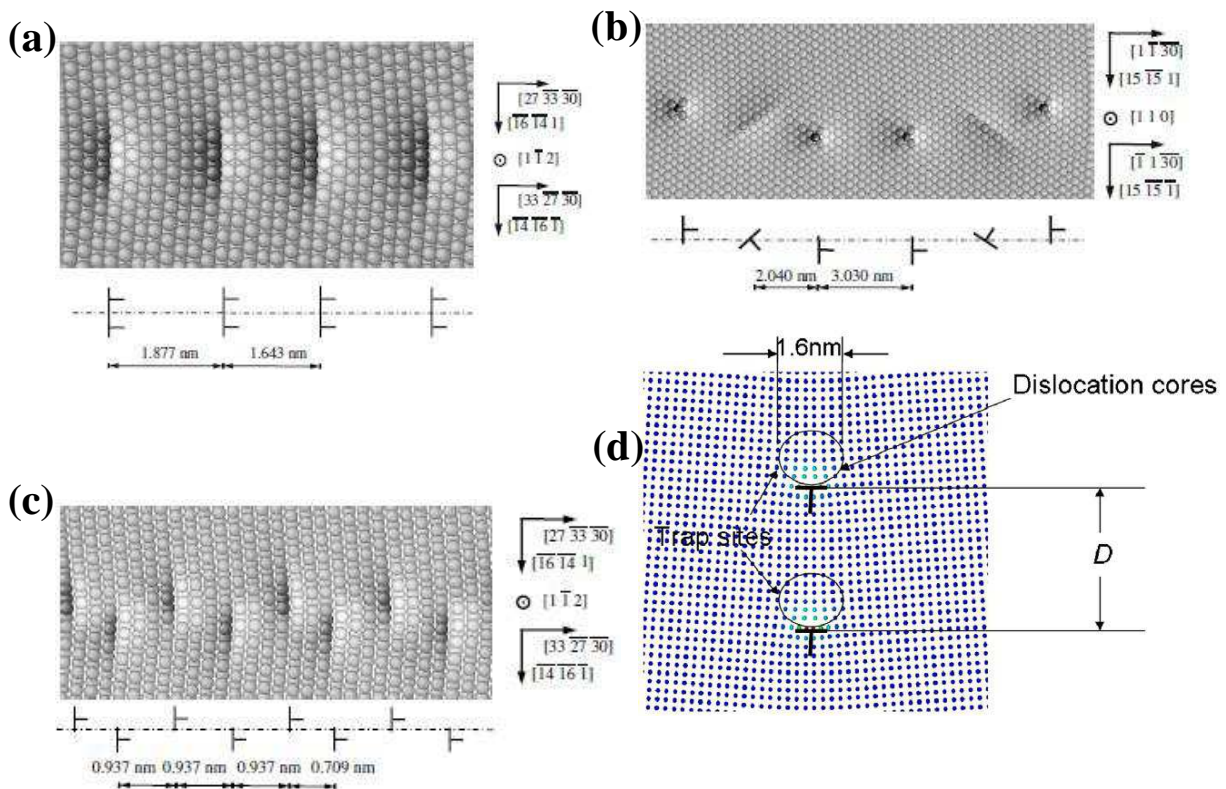 (a)
[27 3̅3̅ 3̅0̅]
[1̅6̅ 1̅4̅ 1]
[1 1̅ 2]
[33 2̅7̅ 3̅0̅]
[1̅4̅ 1̅6̅ 1̅]
1.877 nm
1.643 nm
(b)
[1 1̅ 3̅0̅]
[15 1̅5̅ 1]
[1 1 0]
[1̅ 1 3̅0̅]
[15 1̅5̅ 1̅]
2.040 nm
3.030 nm
(c)
[27 3̅3̅ 3̅0̅]
[1̅6̅ 1̅4̅ 1]
[1 1̅ 2]
[33 2̅7̅ 3̅0̅]
[1̅4̅ 1̅6̅ 1̅]
0.937 nm
0.937 nm
0.937 nm
0.709 nm
(d)
1.6nm
Dislocation cores
Trap sites
D